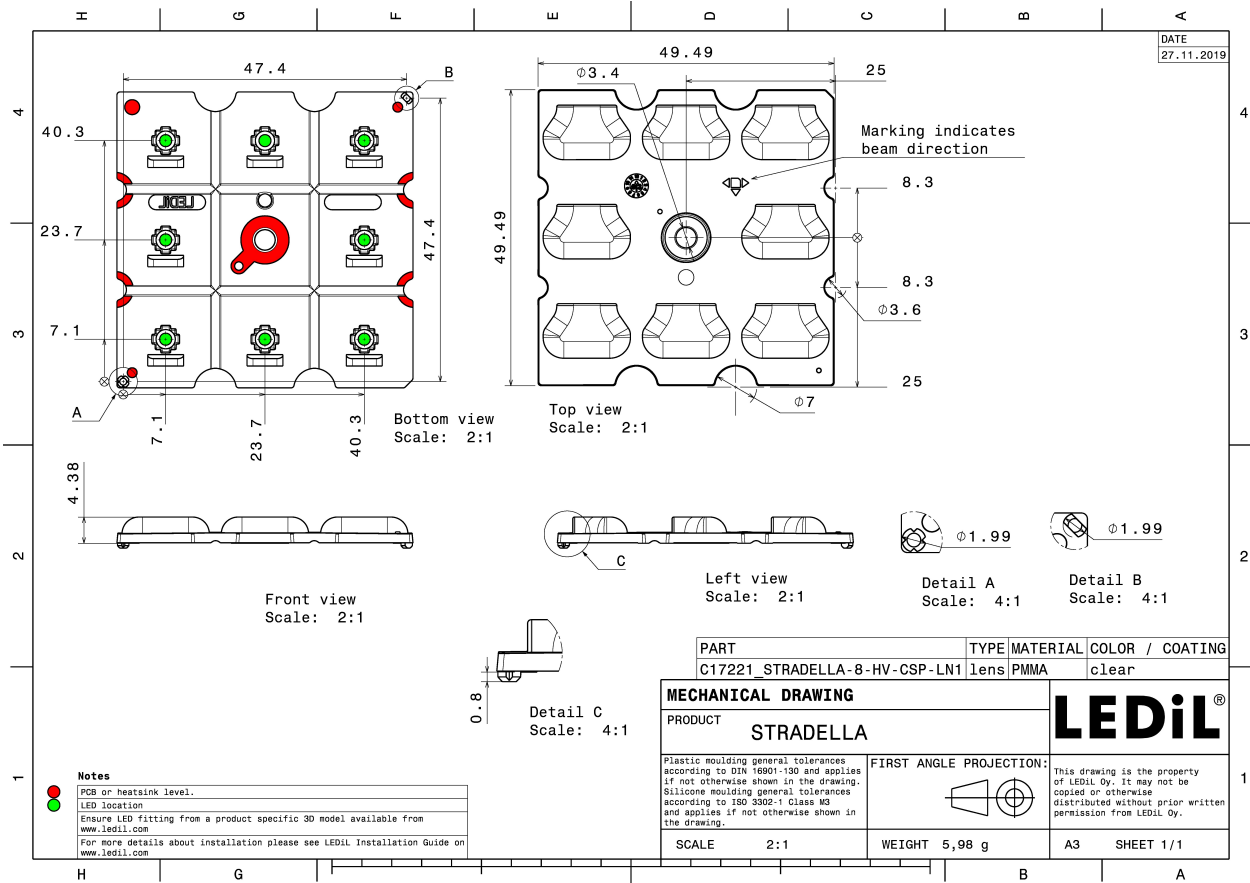 H G F E D C B A
DATE
27.11.2019
4
4
3
3
2
2
1
1
47.4
B
40.3
23.7
7.1
LEDiL
47.4
A
7.1
23.7
40.3
Bottom view
Scale: 2:1
49.49
⌀3.4
25
49.49
Marking indicates
beam direction
8.3
8.3
⌀3.6
25
⌀7
Top view
Scale: 2:1
4.38
Front view
Scale: 2:1
C
Left view
Scale: 2:1
⌀1.99
Detail A
Scale: 4:1
⌀1.99
Detail B
Scale: 4:1
0.8
Detail C
Scale: 4:1
PART TYPE MATERIAL COLOR / COATING
C17221_STRADELLA-8-HV-CSP-LN1 lens PMMA clear
MECHANICAL DRAWING
PRODUCT
STRADELLA
LEDiL®
Plastic moulding general tolerances
according to DIN 16901-130 and applies
if not otherwise shown in the drawing.
Silicone moulding general tolerances
according to ISO 3302-1 Class M3
and applies if not otherwise shown in
the drawing.
FIRST ANGLE PROJECTION:
This drawing is the property
of LEDiL Oy. It may not be
copied or otherwise
distributed without prior written
permission from LEDiL Oy.
SCALE 2:1
WEIGHT 5,98 g
A3 SHEET 1/1
Notes
PCB or heatsink level.
LED location
Ensure LED fitting from a product specific 3D model available from
www.ledil.com
For more details about installation please see LEDiL Installation Guide on
www.ledil.com
H G B A